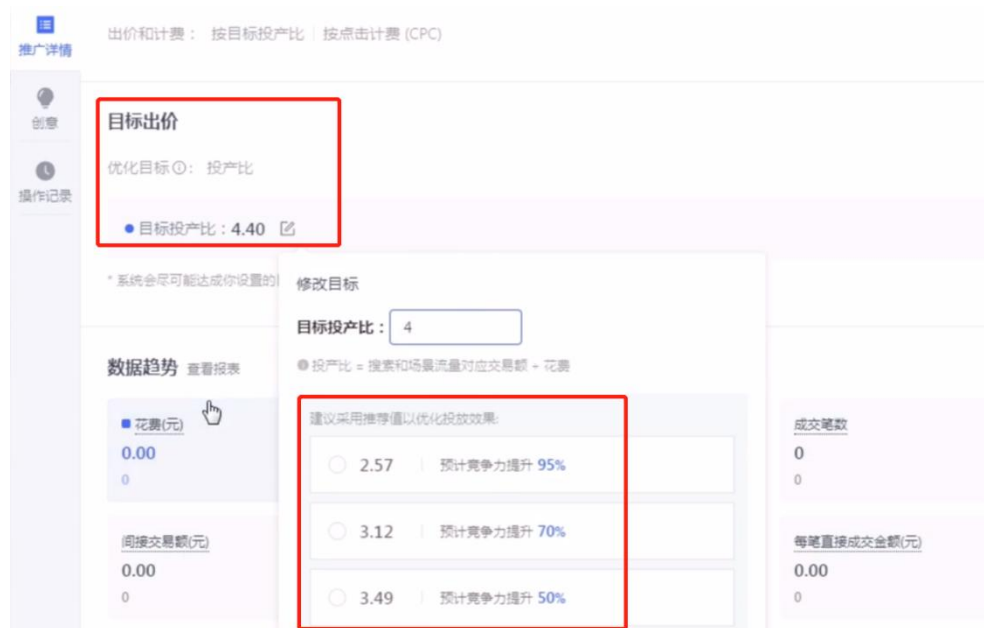 推广详情
创意
操作记录
出价和计费： 按目标投产比 | 按点击计费 (CPC)
目标出价
优化目标 ： 投产比
目标投产比：4.40
* 系统会尽可能达成你设置的
修改目标
目标投产比： 4
投产比 = 搜索和场景流量对应交易额 ÷ 花费
建议采用推荐值以优化投放效果:
2.57 | 预计竞争力提升 95%
3.12 | 预计竞争力提升 70%
3.49 | 预计竞争力提升 50%
数据趋势 查看报表
花费(元)
0.00
0
成交笔数
0
0
间接交易额(元)
0.00
0
每笔直接成交金额(元)
0.00
0